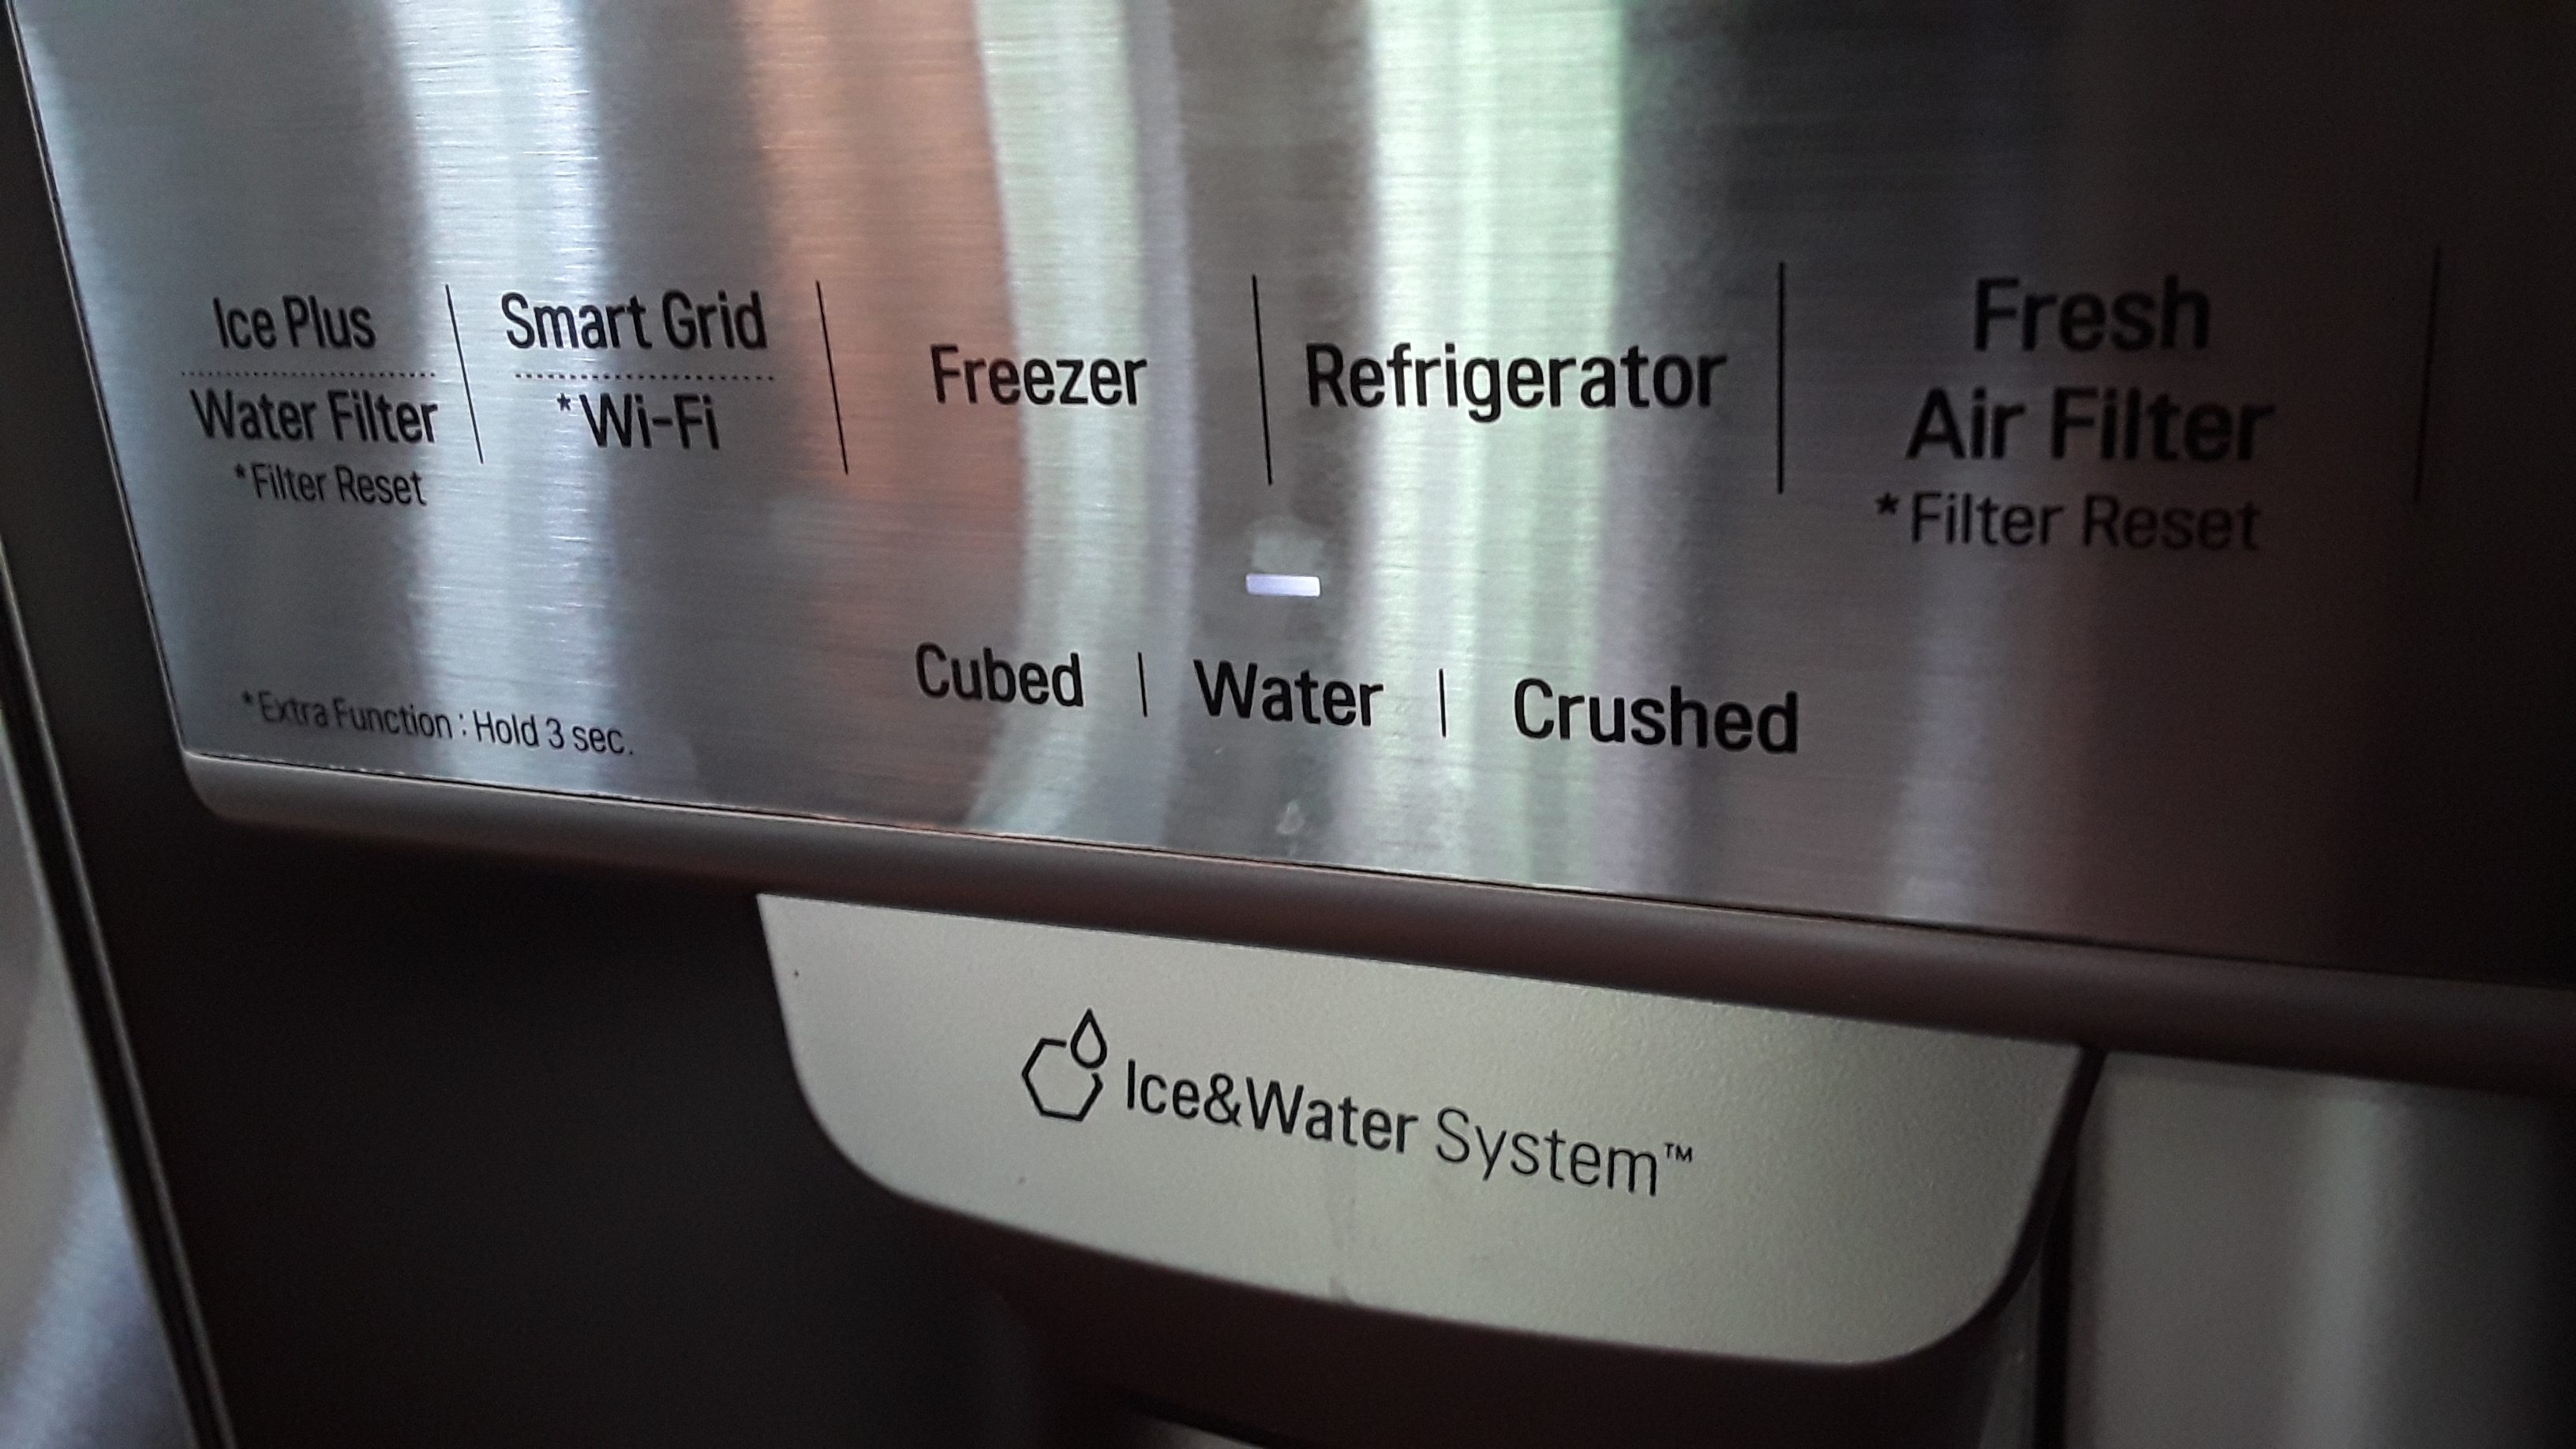 Ice Plus
Water Filter
*Filter Reset
Smart Grid
*Wi-Fi
Freezer
Refrigerator
Fresh
Air Filter
*Filter Reset
Cubed | Water | Crushed
*Extra Function : Hold 3 sec.
Ice&Water System™